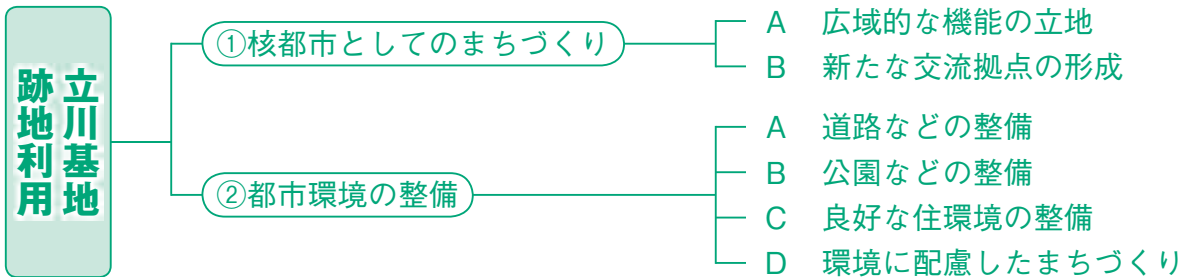 立川基地
跡地利用
①核都市としてのまちづくり
A 広域的な機能の立地
B 新たな交流拠点の形成
②都市環境の整備
A 道路などの整備
B 公園などの整備
C 良好な住環境の整備
D 環境に配慮したまちづくり